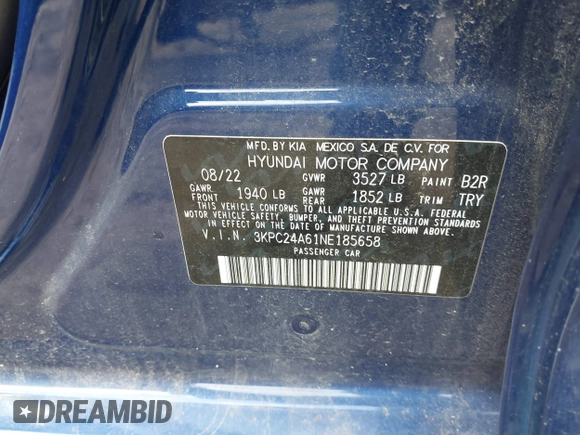 MFD. BY KIA MEXICO S.A. DE C.V. FOR
HYUNDAI MOTOR COMPANY
08/22 GVWR 3527 LB PAINT B2R
GAWR FRONT 1940 LB GAWR REAR 1852 LB TRIM TRY
THIS VEHICLE CONFORMS TO ALL APPLICABLE U.S.A. FEDERAL
MOTOR VEHICLE SAFETY, BUMPER, AND THEFT PREVENTION STANDARDS
IN EFFECT ON THE DATE OF MANUFACTURE SHOWN ABOVE.
V.I.N. 3KPC24A61NE185658
PASSENGER CAR
DREAMBID